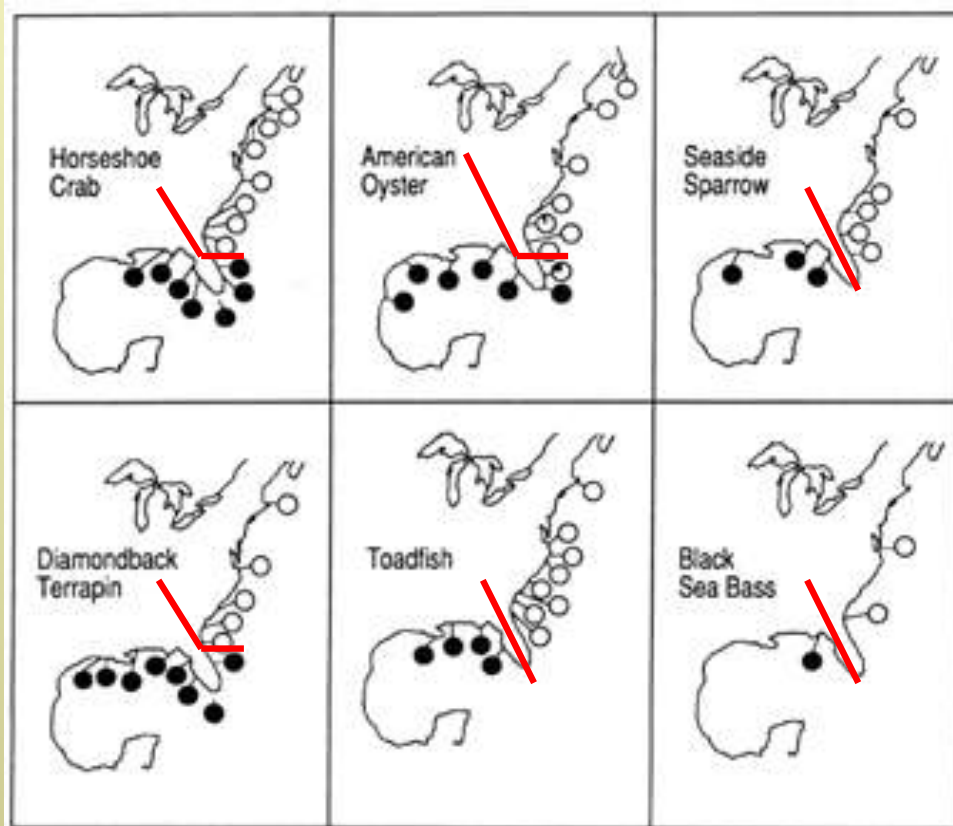 Horseshoe
Crab
American
Oyster
Seaside
Sparrow
Diamondback
Terrapin
Toadfish
Black
Sea Bass